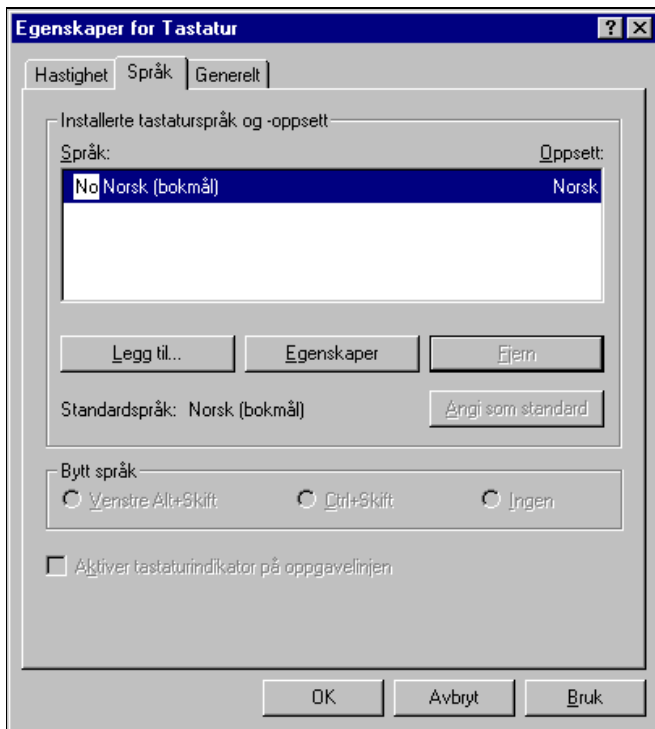 Egenskaper for Tastatur
Hastighet Språk Generelt
Installerte tastaturspråk og -oppsett
Språk: Oppsett:
No Norsk (bokmål) Norsk
Legg til... Egenskaper Fjern
Standardspråk: Norsk (bokmål) Angi som standard
Bytt språk
Venstre Alt+Skift Ctrl+Skift Ingen
Aktiver tastaturindikator på oppgavelinjen
OK Avbryt Bruk